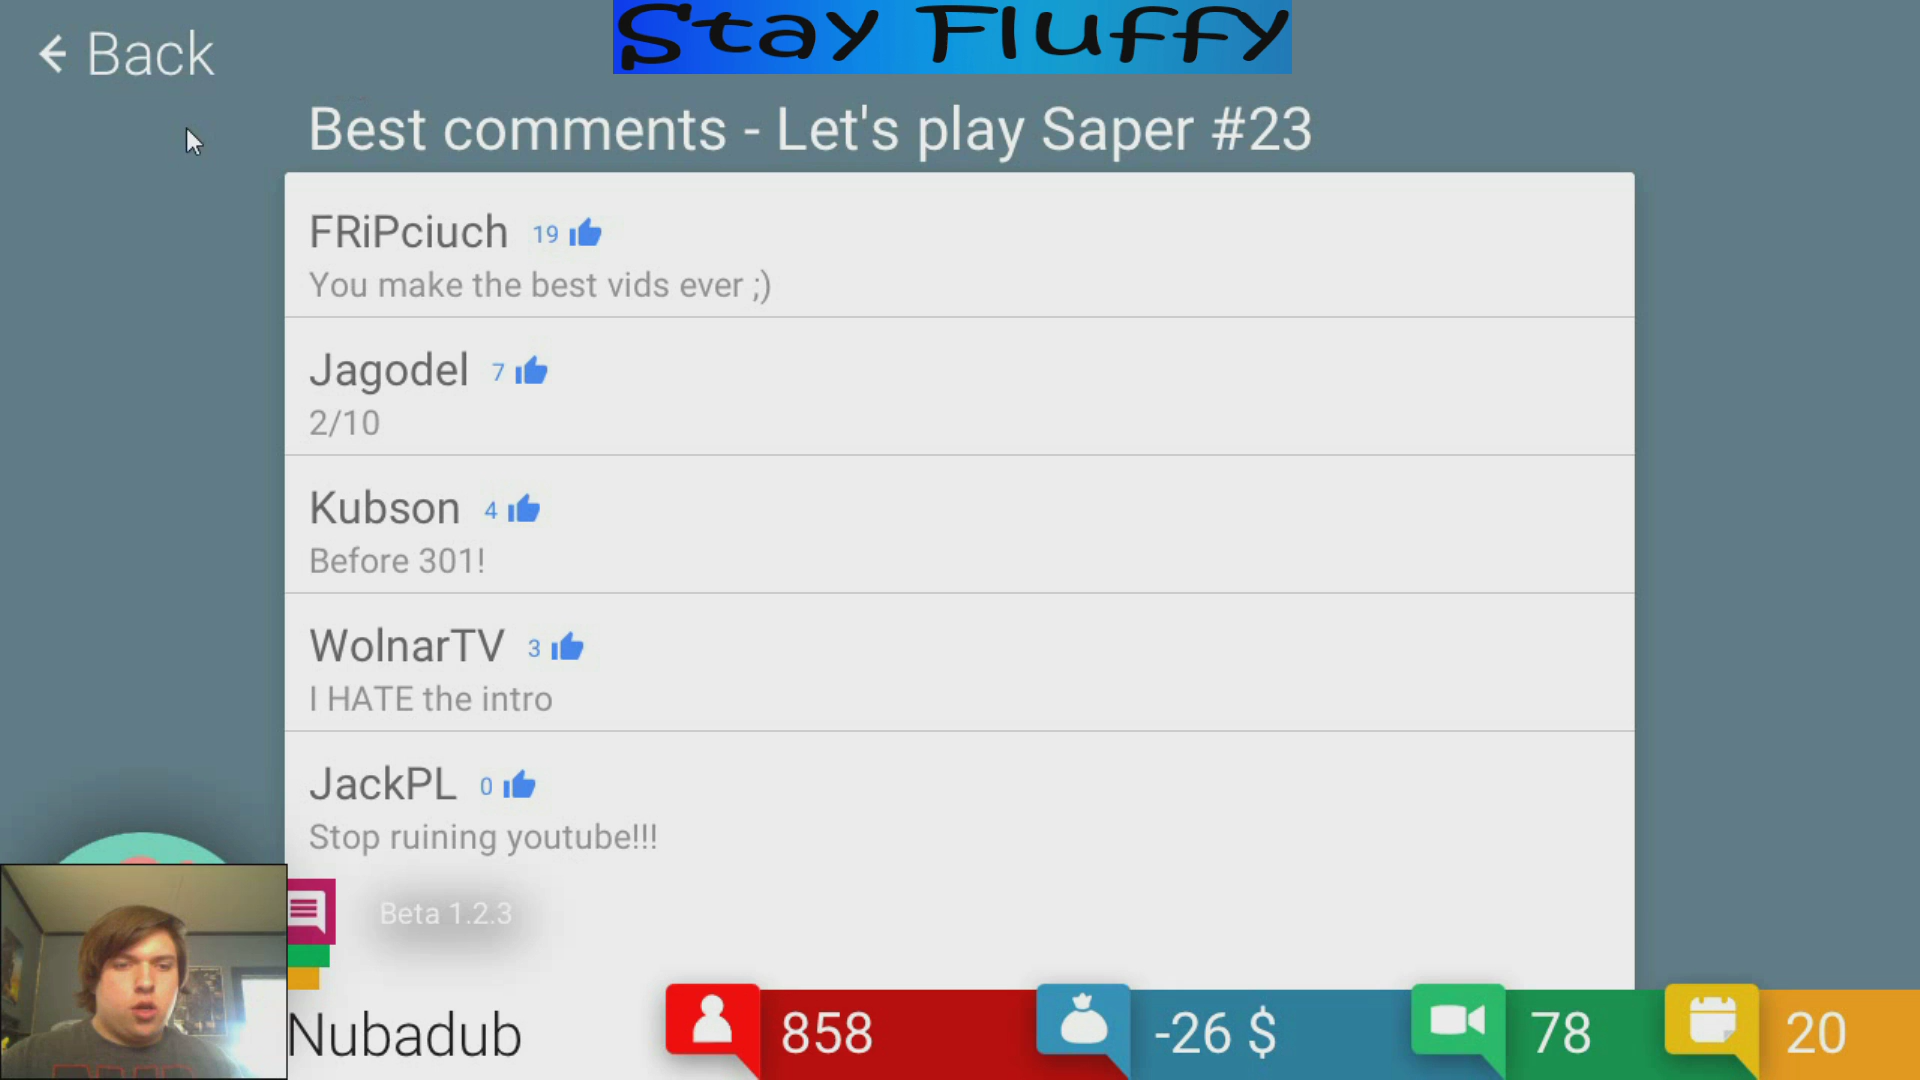 Back
Stay Fluffy
Best comments - Let's play Saper #23
FRiPciuch 19
You make the best vids ever ;)
Jagodel 7
2/10
Kubson 4
Before 301!
WolnarTV 3
I HATE the intro
JackPL 0
Stop ruining youtube!!!
Beta 1.2.3
Nubadub 858 -26 $ 78 20